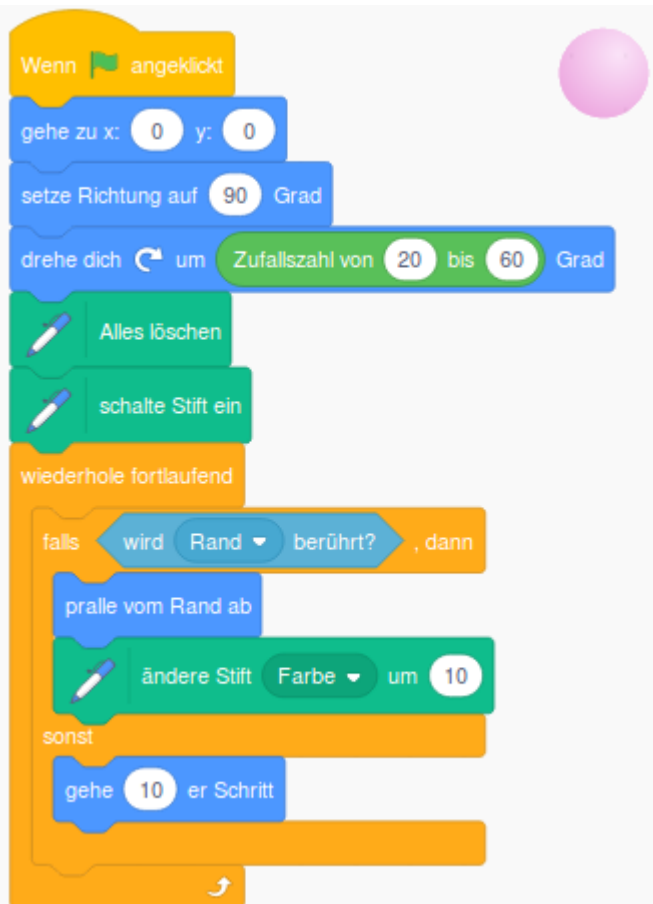 Wenn angeklickt
gehe zu x: 0 y: 0
setze Richtung auf 90 Grad
drehe dich um Zufallszahl von 20 bis 60 Grad
Alles löschen
schalte Stift ein
wiederhole fortlaufend
falls wird Rand berührt? , dann
pralle vom Rand ab
ändere Stift Farbe um 10
sonst
gehe 10 er Schritt